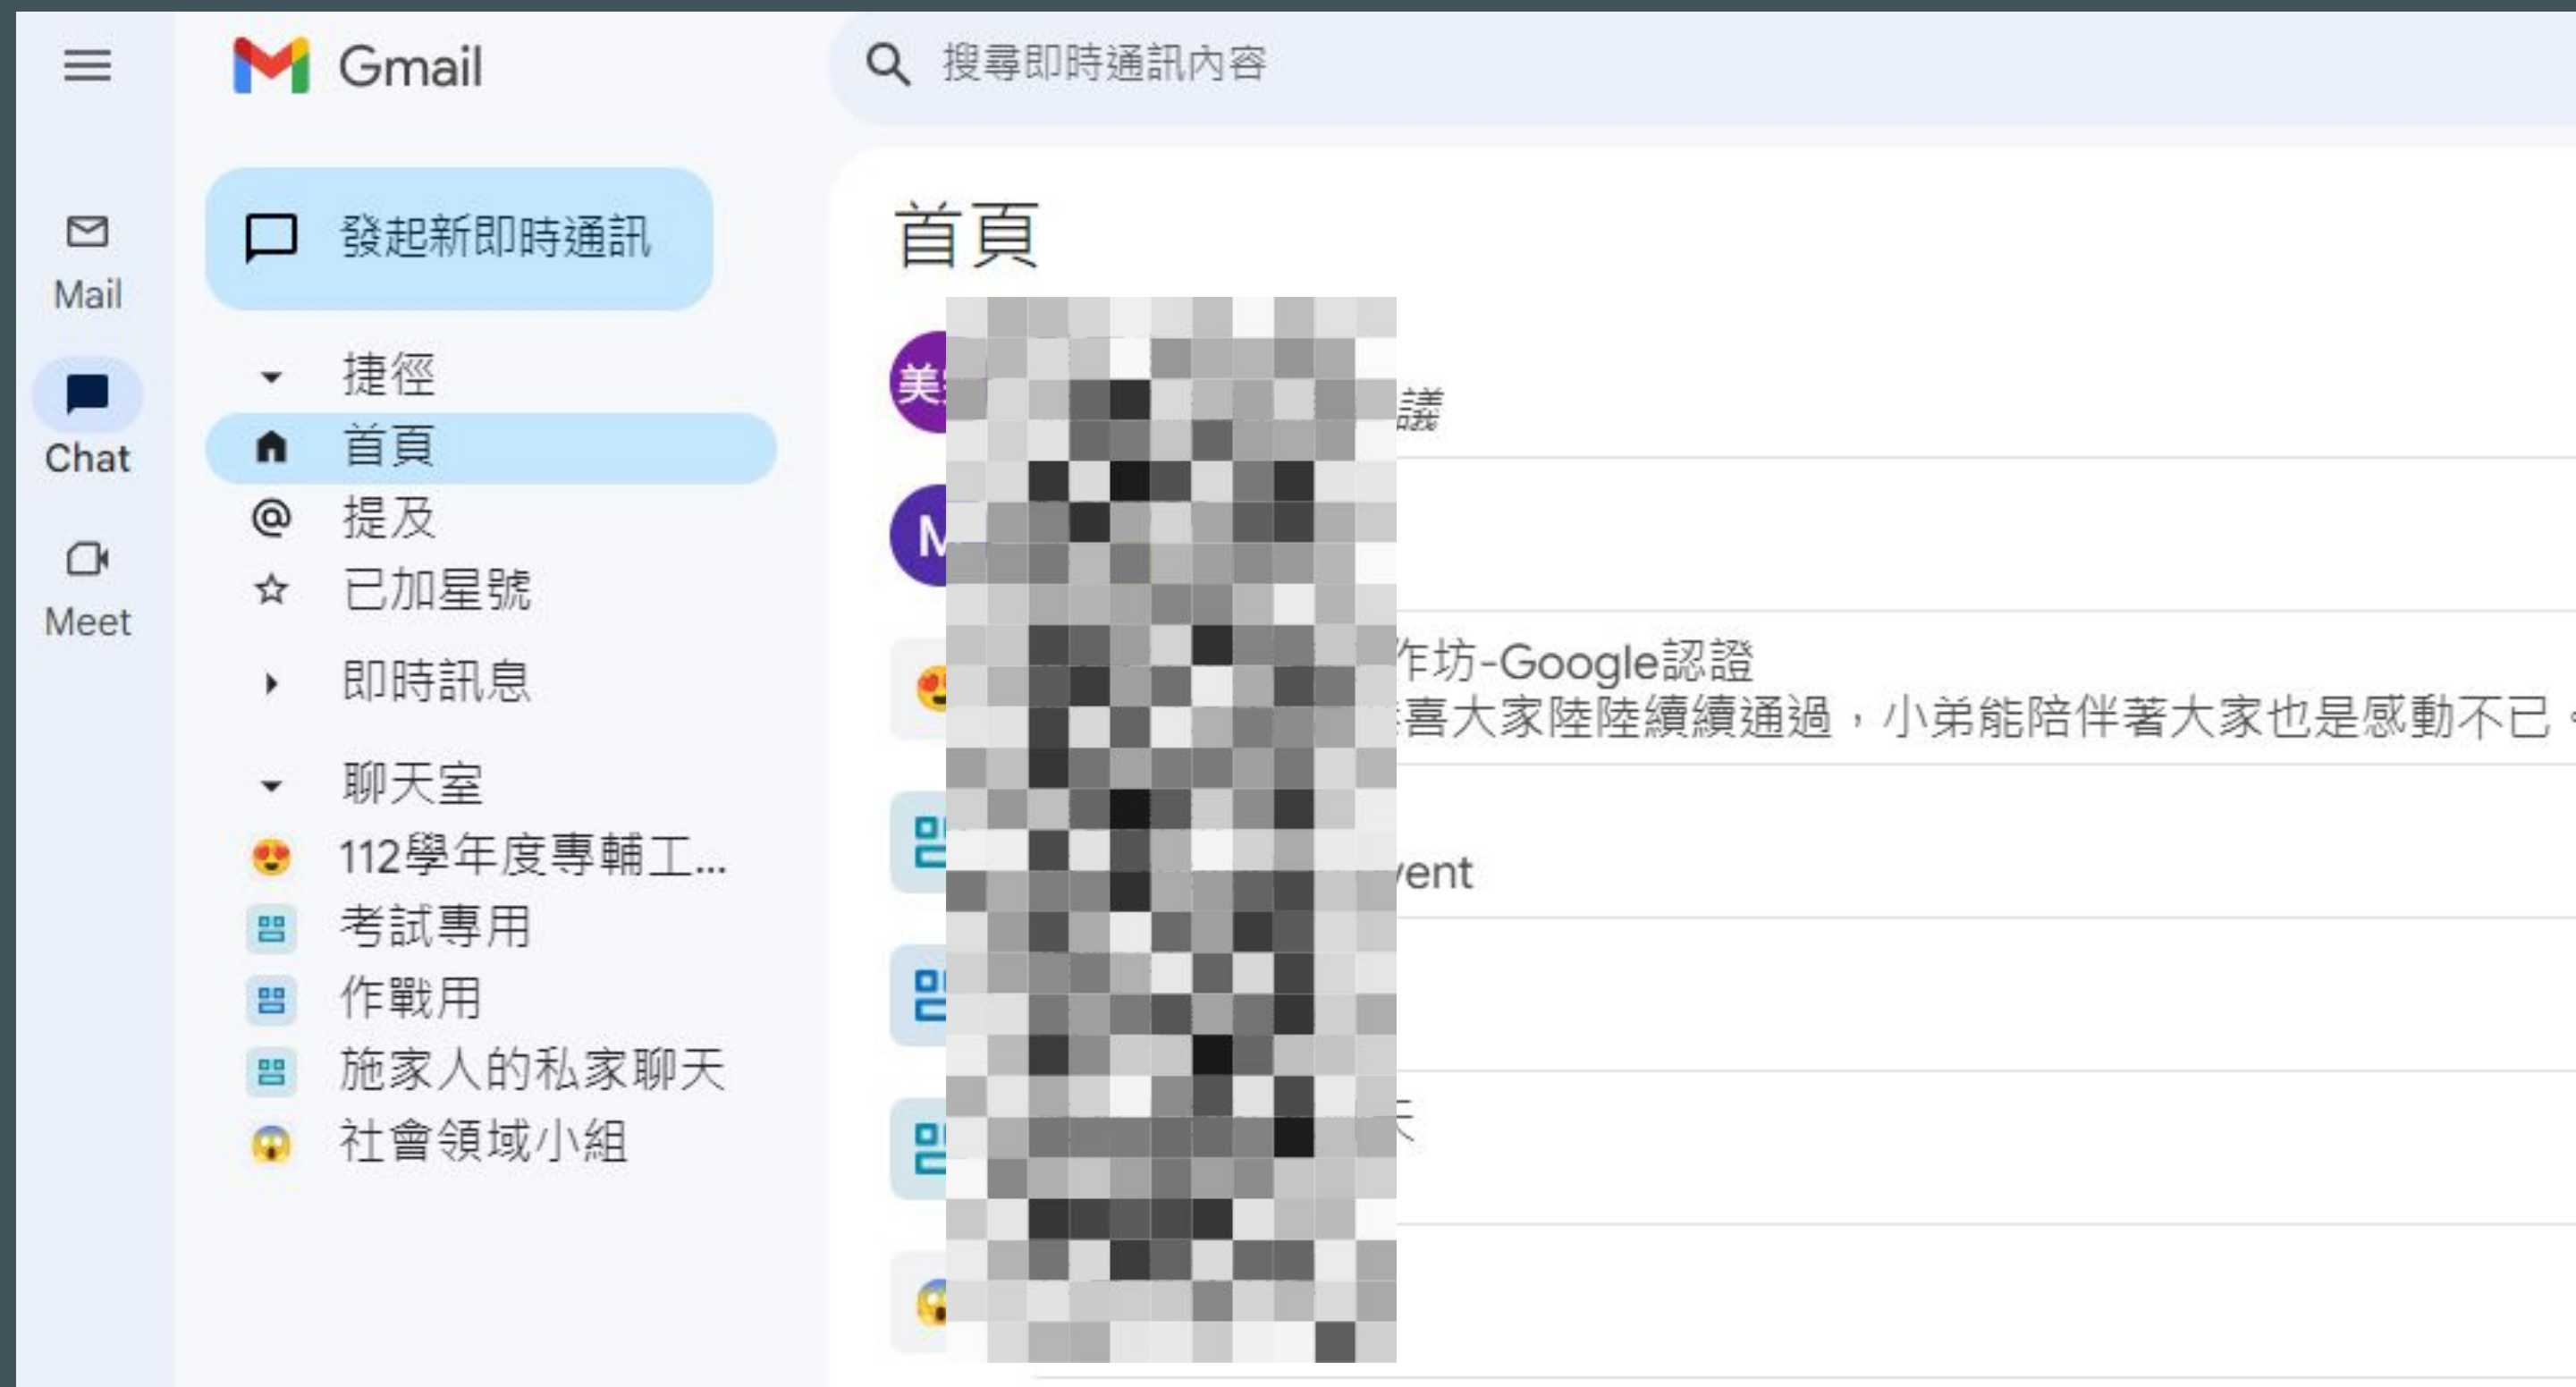 Gmail
搜尋即時通訊內容
Mail
Chat
Meet
發起新即時通訊
捷徑
首頁
提及
已加星號
即時訊息
聊天室
112學年度專輔工...
考試專用
作戰用
施家人的私家聊天
社會領域小組
首頁
美
M
議
作坊-Google認證
喜大家陸陸續續通過，小弟能陪伴著大家也是感動不已。
vent
天